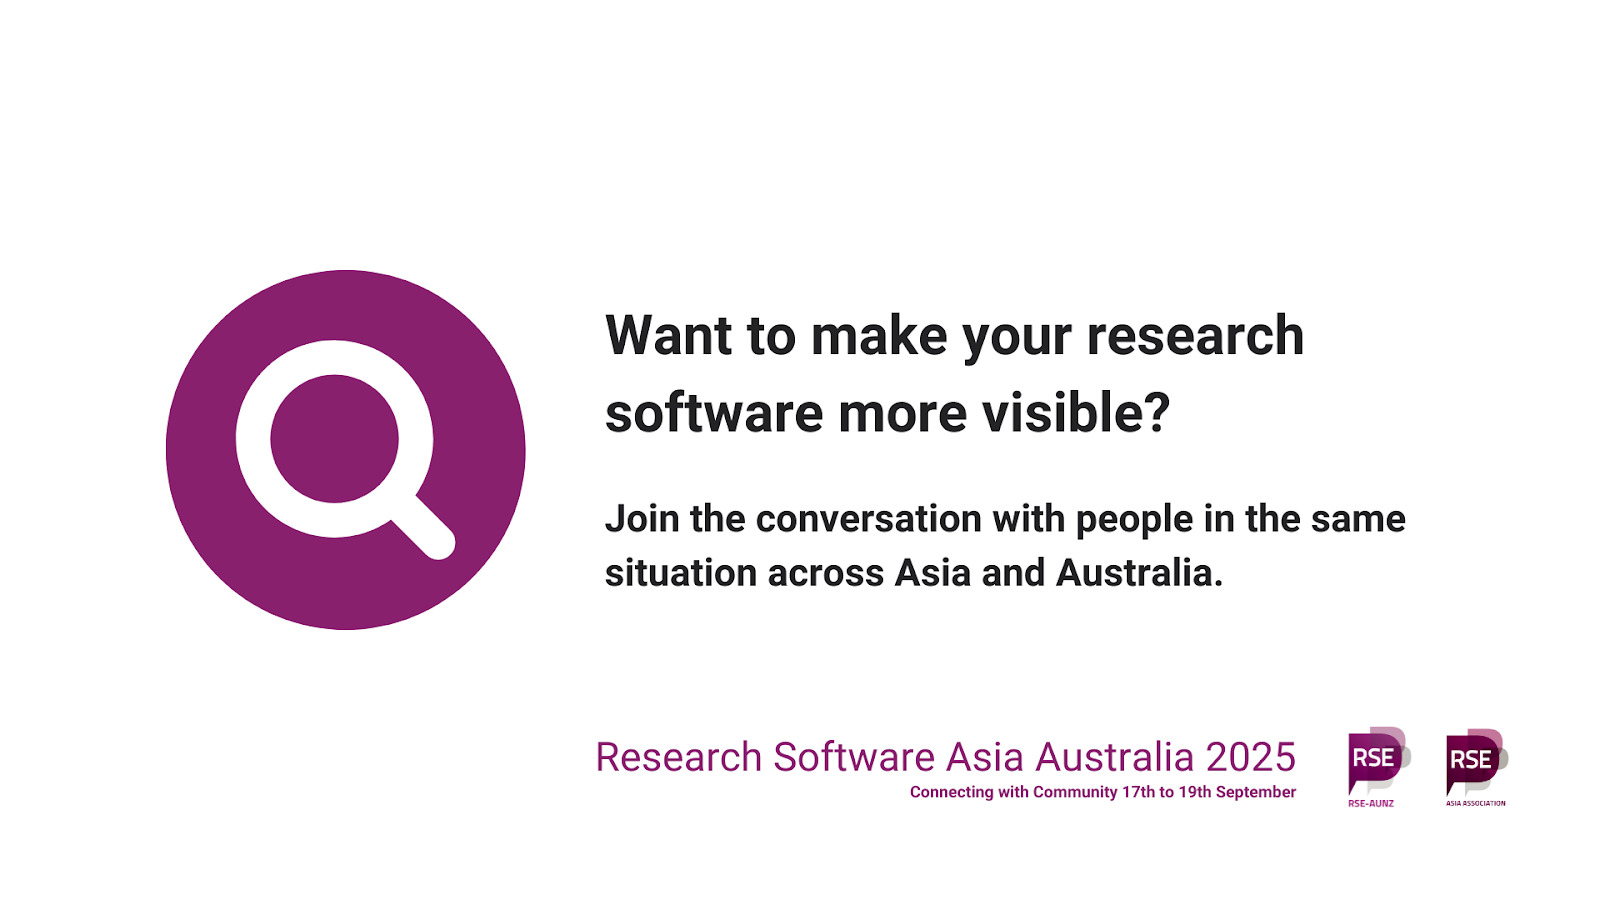 Want to make your research
software more visible?
Join the conversation with people in the same
situation across Asia and Australia.
Research Software Asia Australia 2025
Connecting with Community 17th to 19th September
RSE
RSE-AUNZ
RSE
ASIA ASSOCIATION